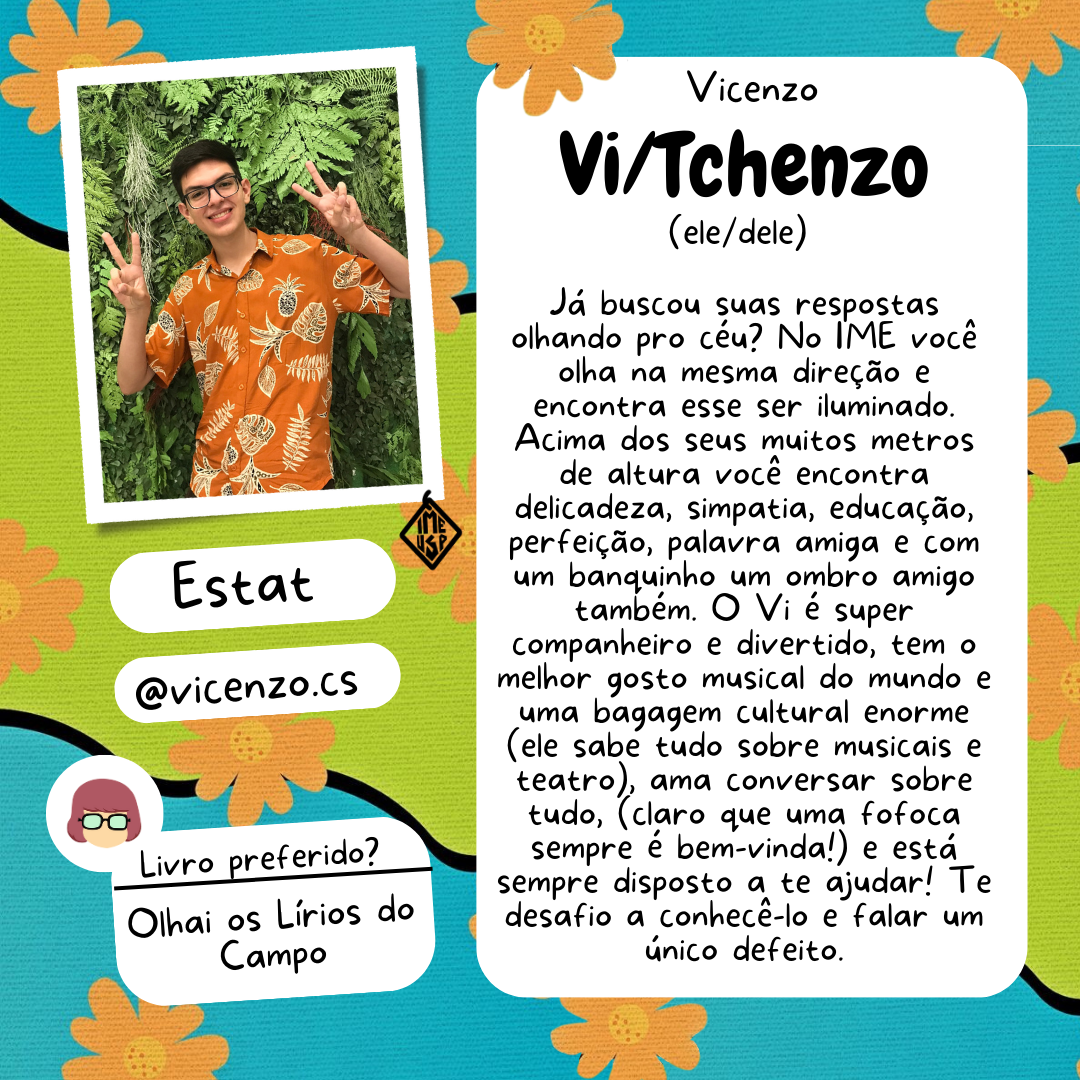 Vicenzo
Vi/Tchenzo
(ele/dele)
Já buscou suas respostas
olhando pro céu? No IME você
olha na mesma direção e
encontra esse ser iluminado.
Acima dos seus muitos metros
de altura você encontra
delicadeza, simpatia, educação,
perfeição, palavra amiga e com
um banquinho um ombro amigo
também. O Vi é super
companheiro e divertido, tem o
melhor gosto musical do mundo e
uma bagagem cultural enorme
(ele sabe tudo sobre musicais e
teatro), ama conversar sobre
tudo, (claro que uma fofoca
sempre é bem-vinda!) e está
sempre disposto a te ajudar! Te
desafio a conhecê-lo e falar um
único defeito.
IME
USP
Estat
@vicenzo.cs
Livro preferido?
Olhai os Lírios do
Campo